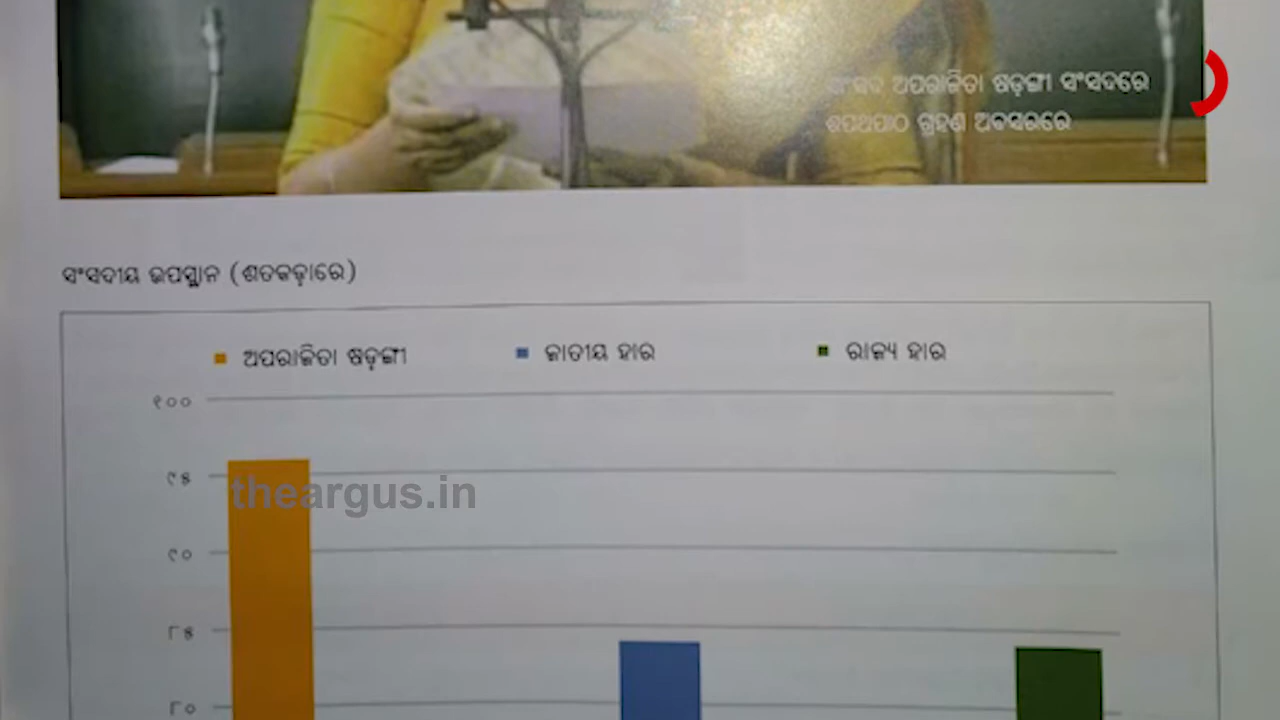 ସଂସଦ ଅପରାଜିତା ଷଡ଼ଙ୍ଗୀ ସଂସଦରେ
ଶପଥପାଠ ଗ୍ରହଣ ଅବସରରେ
ସଂସଦୀୟ ଉପସ୍ଥାନ (ଶତକଡ଼ାରେ)
ଅପରାଜିତା ଷଡ଼ଙ୍ଗୀ ଜାତୀୟ ହାର ରାଜ୍ୟ ହାର
୧୦୦
୯୫
theargus.in
୯୦
୮୫
୮୦